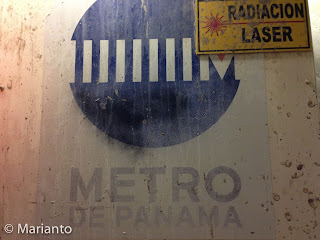 RADIACION
LASER
METRO
DE PANAMA
© Marianto